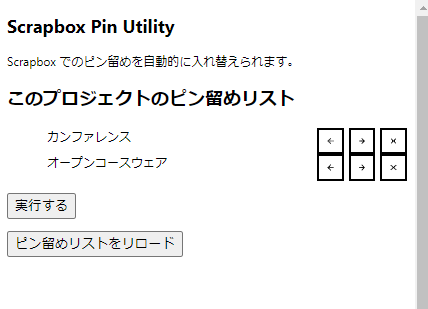 Scrapbox Pin Utility
Scrapbox でのピン留めを自動的に入れ替えられます。
このプロジェクトのピン留めリスト
カンファレンス ← → ×
オープンコースウェア ← → ×
実行する
ピン留めリストをリロード